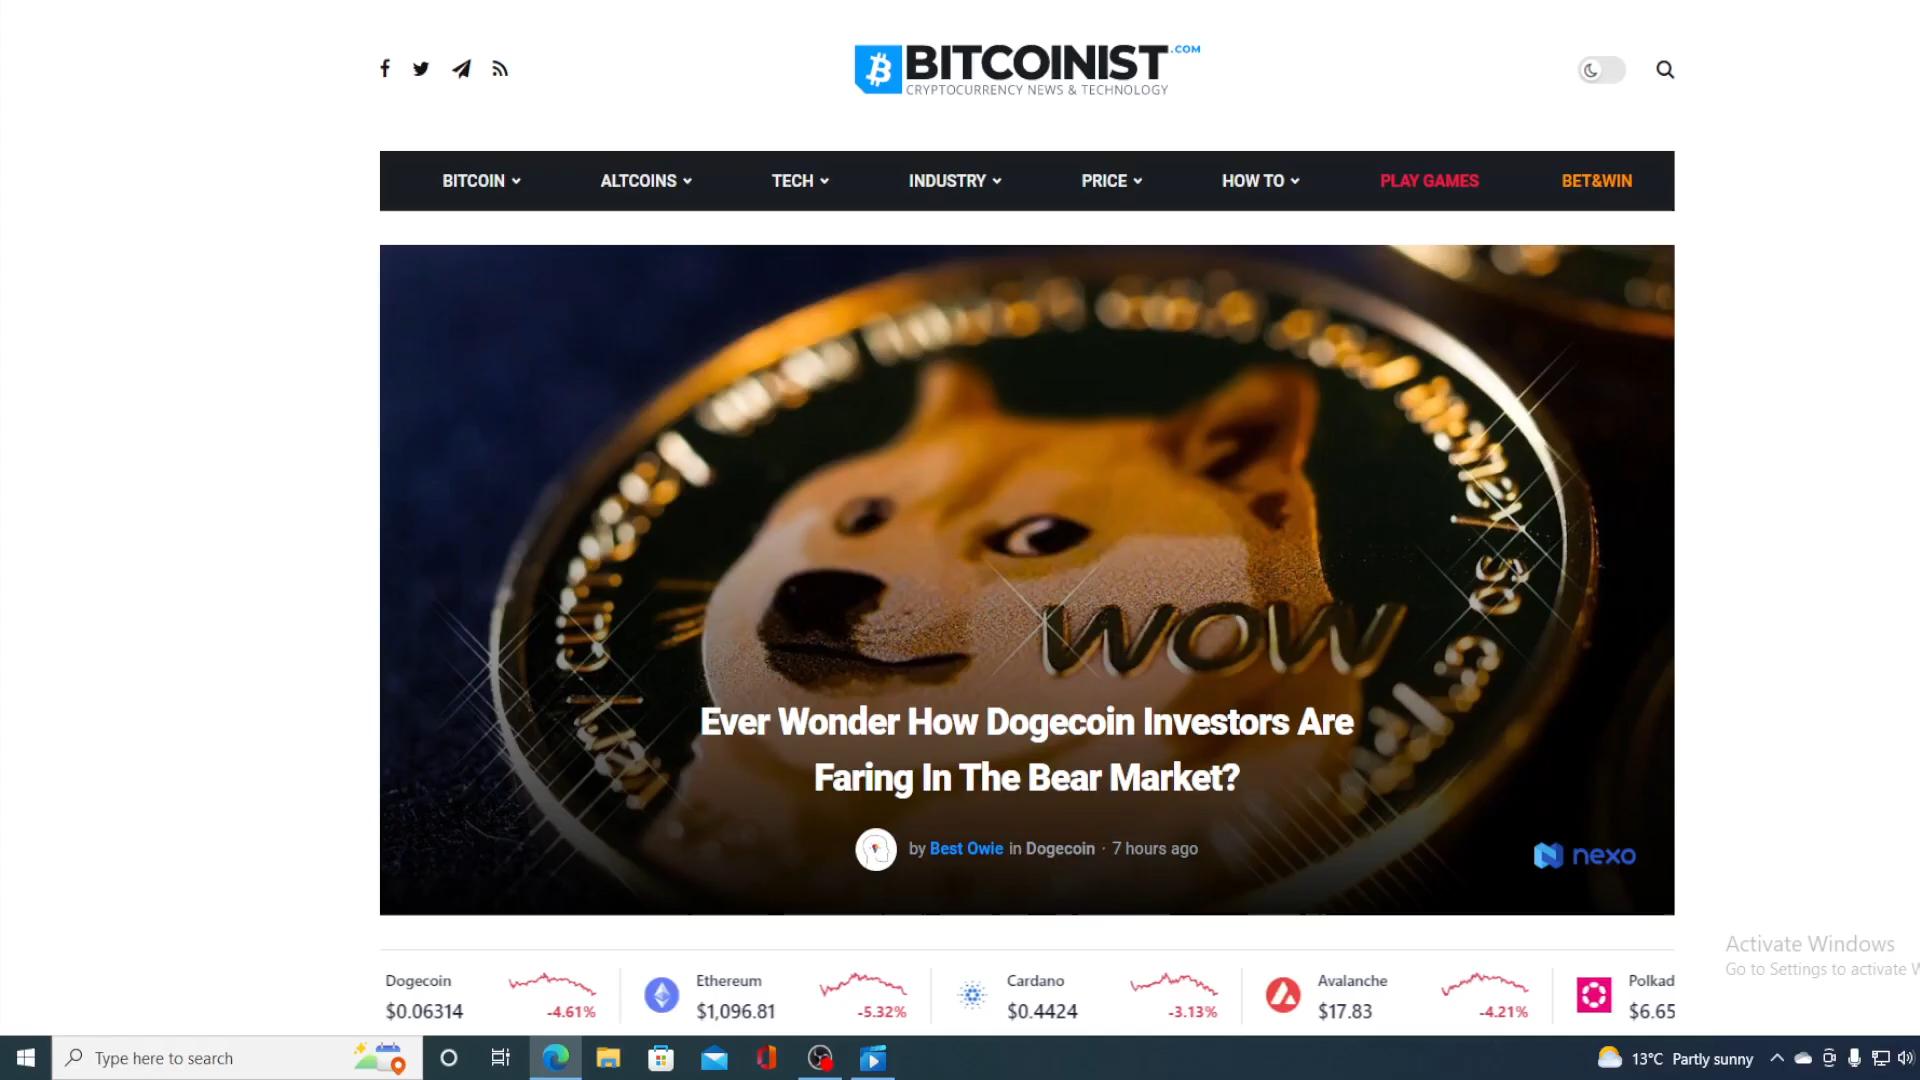 BITCOINIST.COM
CRYPTOCURRENCY NEWS & TECHNOLOGY
BITCOIN
ALTCOINS
TECH
INDUSTRY
PRICE
HOW TO
PLAY GAMES
BET&WIN
WOW
Ever Wonder How Dogecoin Investors Are
Faring In The Bear Market?
by Best Owie in Dogecoin · 7 hours ago
nexo
Dogecoin
$0.06314 -4.61%
Ethereum
$1,096.81 -5.32%
Cardano
$0.4424 -3.13%
Avalanche
$17.83 -4.21%
Polkad
$6.65
Activate Windows
Go to Settings to activate W
Type here to search
13°C Partly sunny